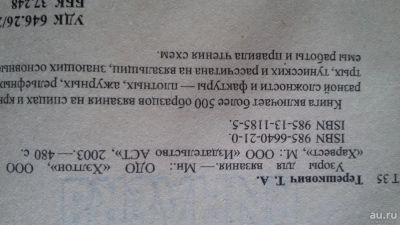 УДК 646.26/2
ББК 37.248
Т 35
Терешкович Т. А.
Узоры для вязания.— Мн.: ОДО «Хэлтон», ООО
«Харвест», М.: ООО «Издательство АСТ», 2003.— 480 с.
ISBN 985-6640-21-0.
ISBN 985-13-1185-5.
Книга включает более 500 образцов вязания на спицах и кр
разной сложности и фактуры — плотных, ажурных, рельефных
трых, тунисских и рассчитана на вязальщиц, знающих основные
емы работы и правила чтения схем.
au.ru